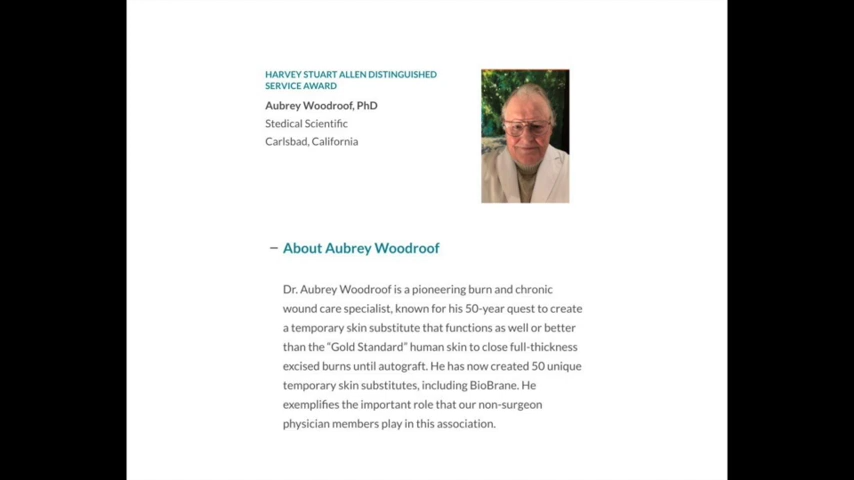 HARVEY STUART ALLEN DISTINGUISHED
SERVICE AWARD
Aubrey Woodroof, PhD
Stedical Scientific
Carlsbad, California
– About Aubrey Woodroof
Dr. Aubrey Woodroof is a pioneering burn and chronic
wound care specialist, known for his 50-year quest to create
a temporary skin substitute that functions as well or better
than the “Gold Standard” human skin to close full-thickness
excised burns until autograft. He has now created 50 unique
temporary skin substitutes, including BioBrane. He
exemplifies the important role that our non-surgeon
physician members play in this association.